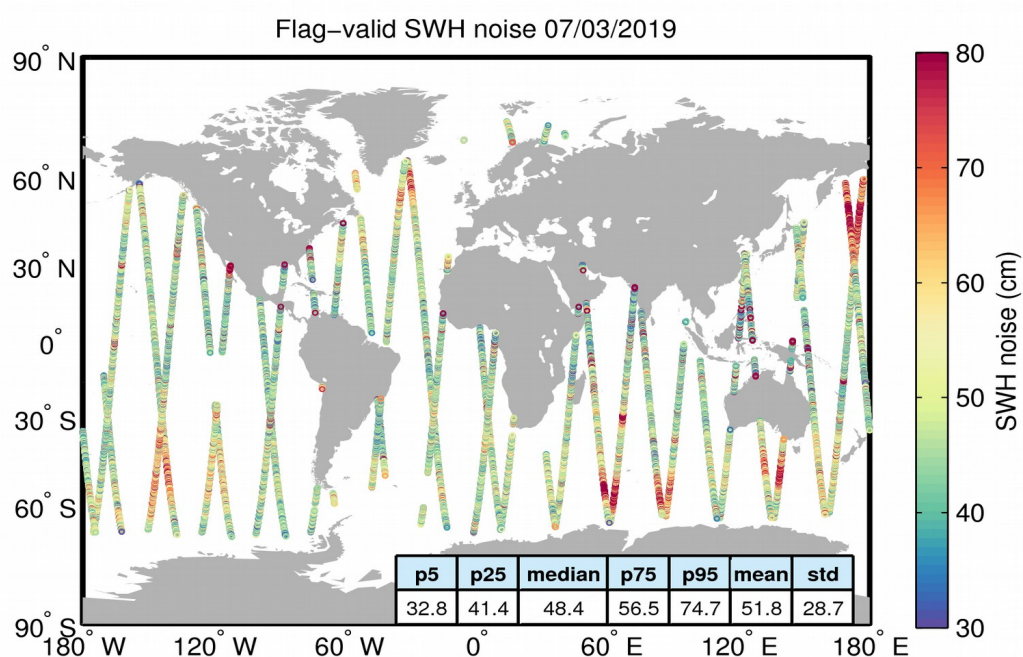 Flag−valid SWH noise 07/03/2019
90° N
60° N
30° N
0°
30° S
60° S
90° S
180° W
120° W
60° W
0°
60° E
120° E
180° E
80
70
60
50
40
30
SWH noise (cm)
p5 p25 median p75 p95 mean std
32.8 41.4 48.4 56.5 74.7 51.8 28.7